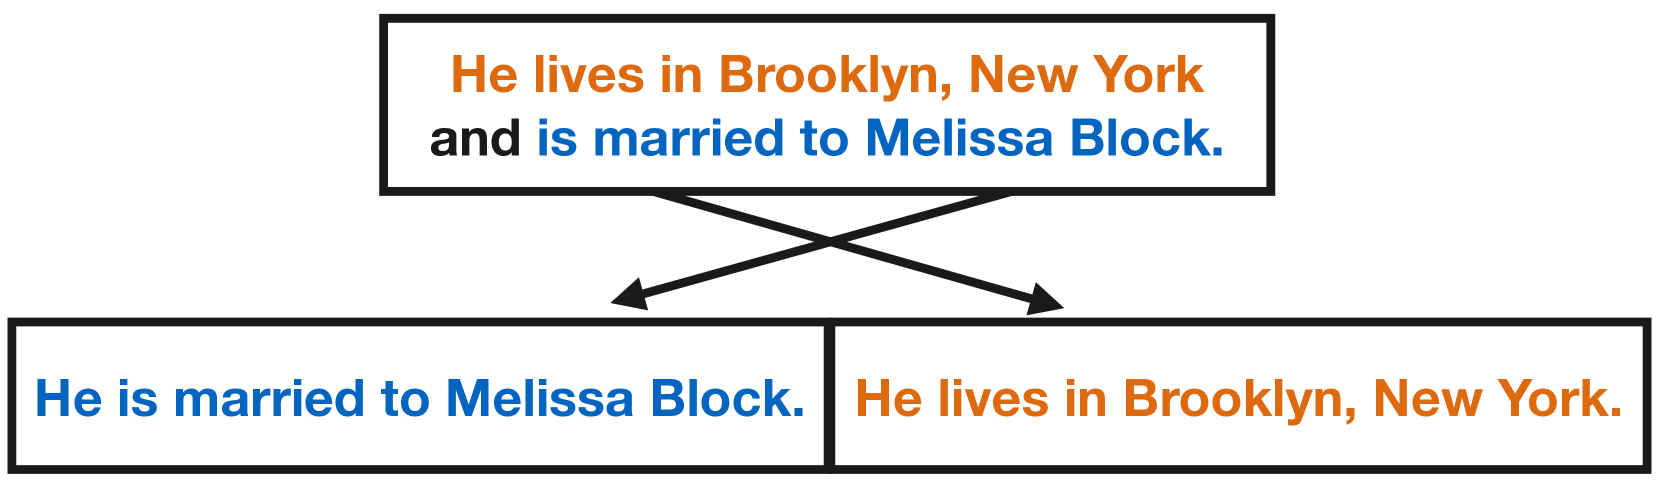 He lives in Brooklyn, New York
and is married to Melissa Block.
He is married to Melissa Block.
He lives in Brooklyn, New York.